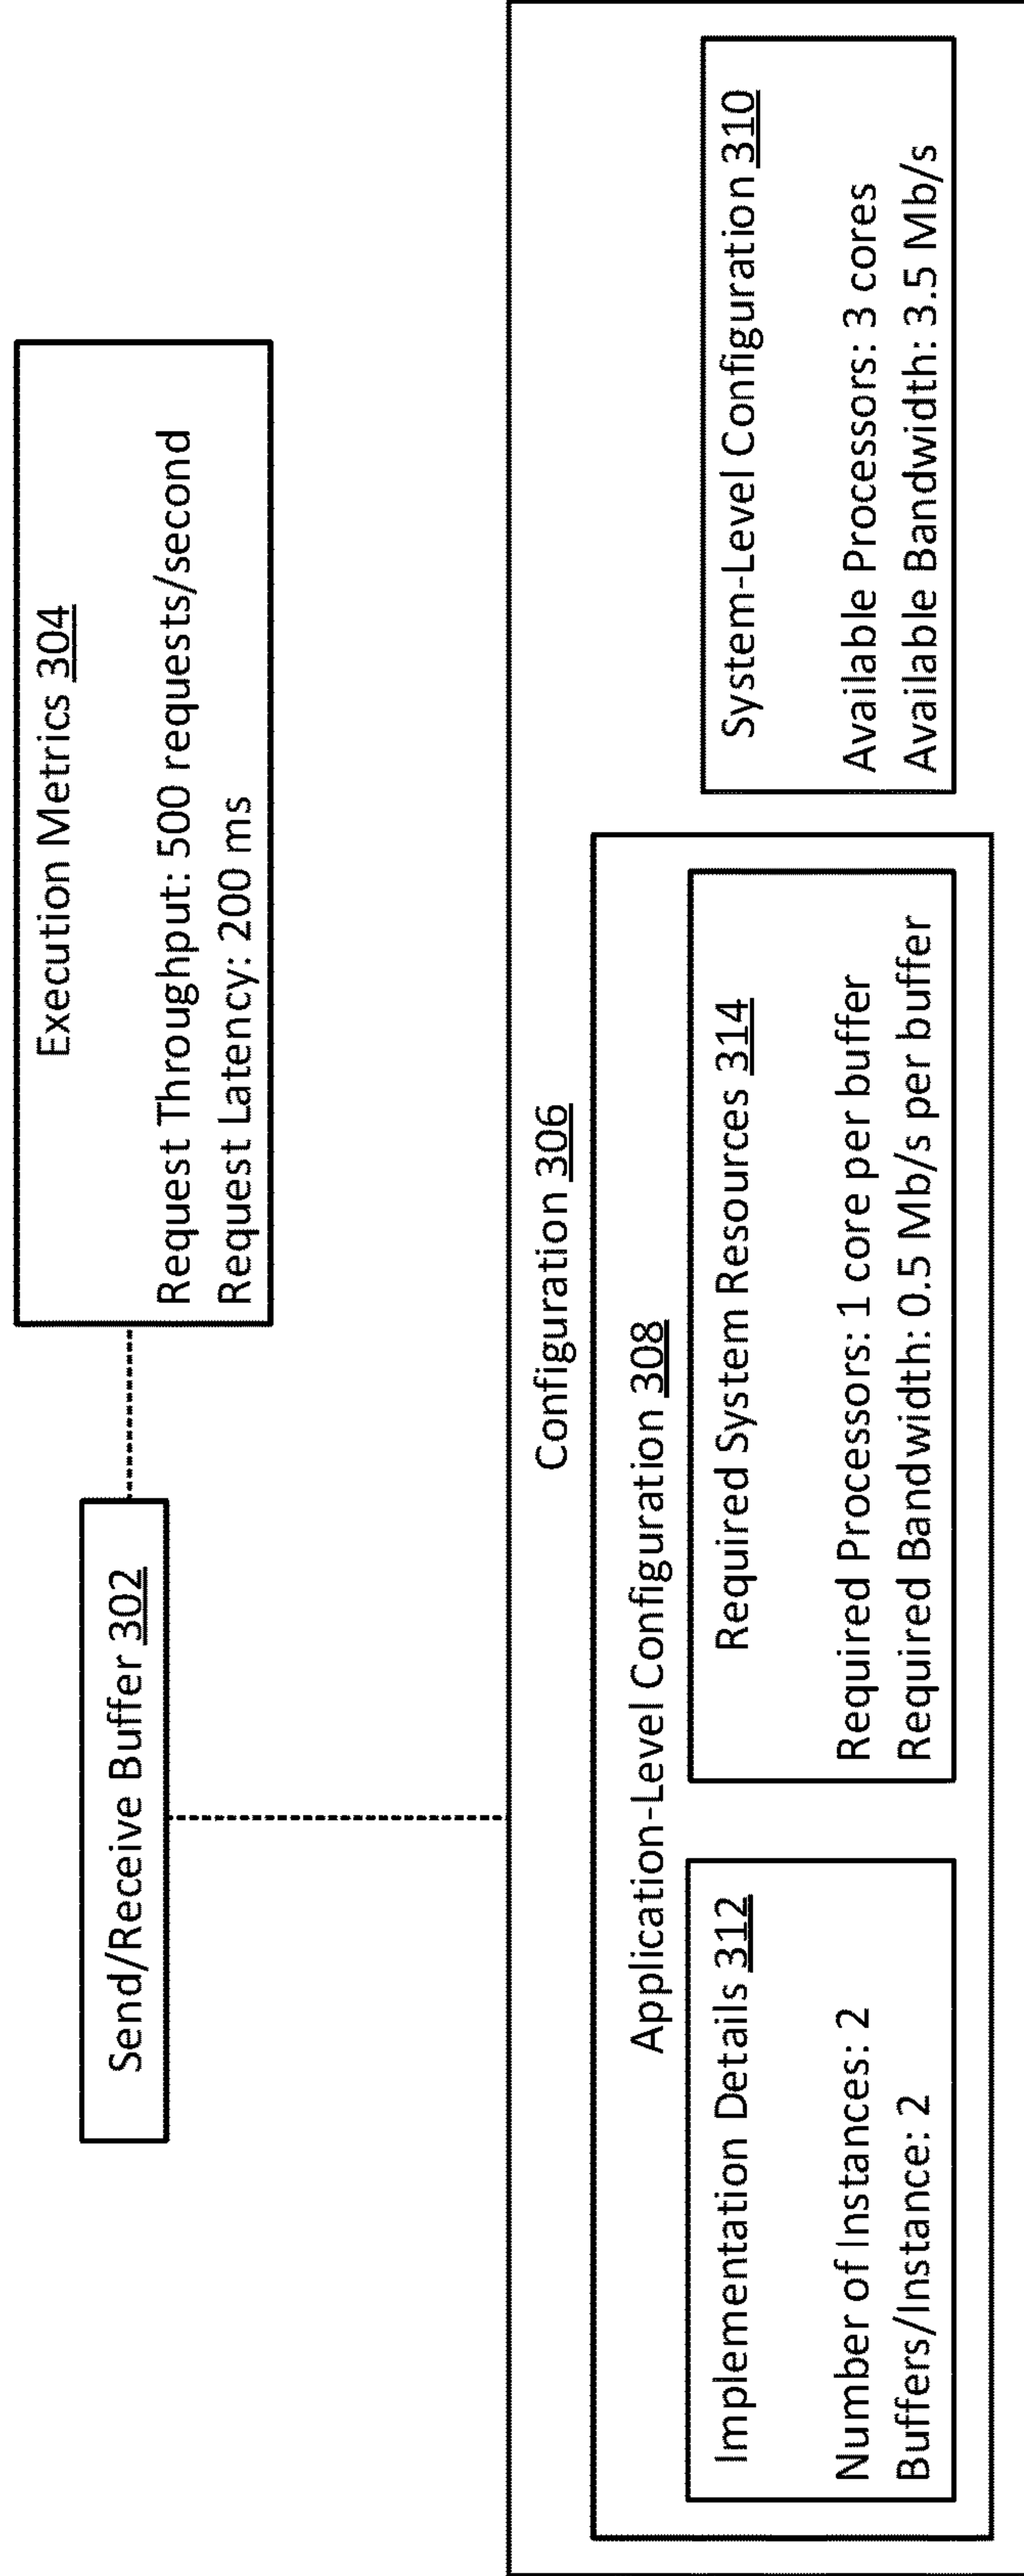 Send/Receive Buffer 302
Execution Metrics 304
Request Throughput: 500 requests/second
Request Latency: 200 ms
Configuration 306
Application-Level Configuration 308
Implementation Details 312
Number of Instances: 2
Buffers/Instance: 2
Required System Resources 314
Required Processors: 1 core per buffer
Required Bandwidth: 0.5 Mb/s per buffer
System-Level Configuration 310
Available Processors: 3 cores
Available Bandwidth: 3.5 Mb/s